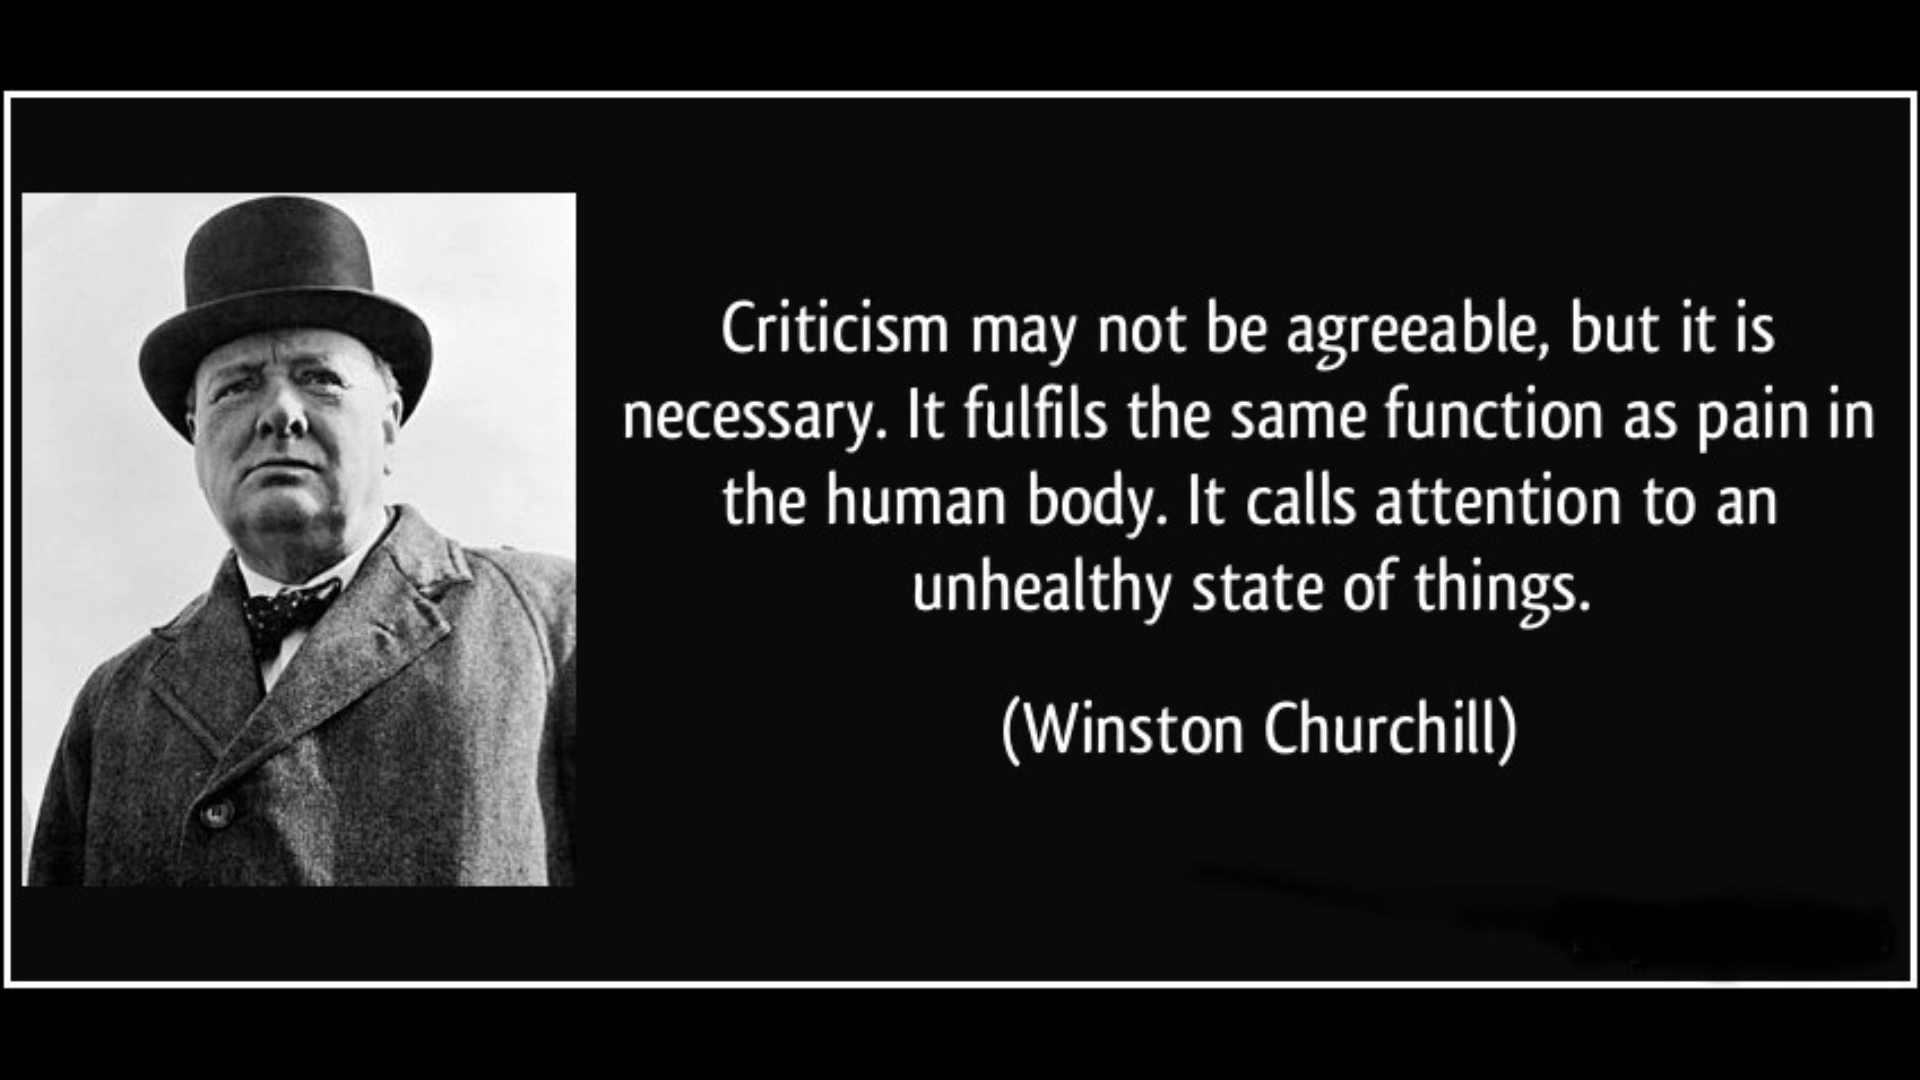 Criticism may not be agreeable, but it is
necessary. It fulfils the same function as pain in
the human body. It calls attention to an
unhealthy state of things.
(Winston Churchill)